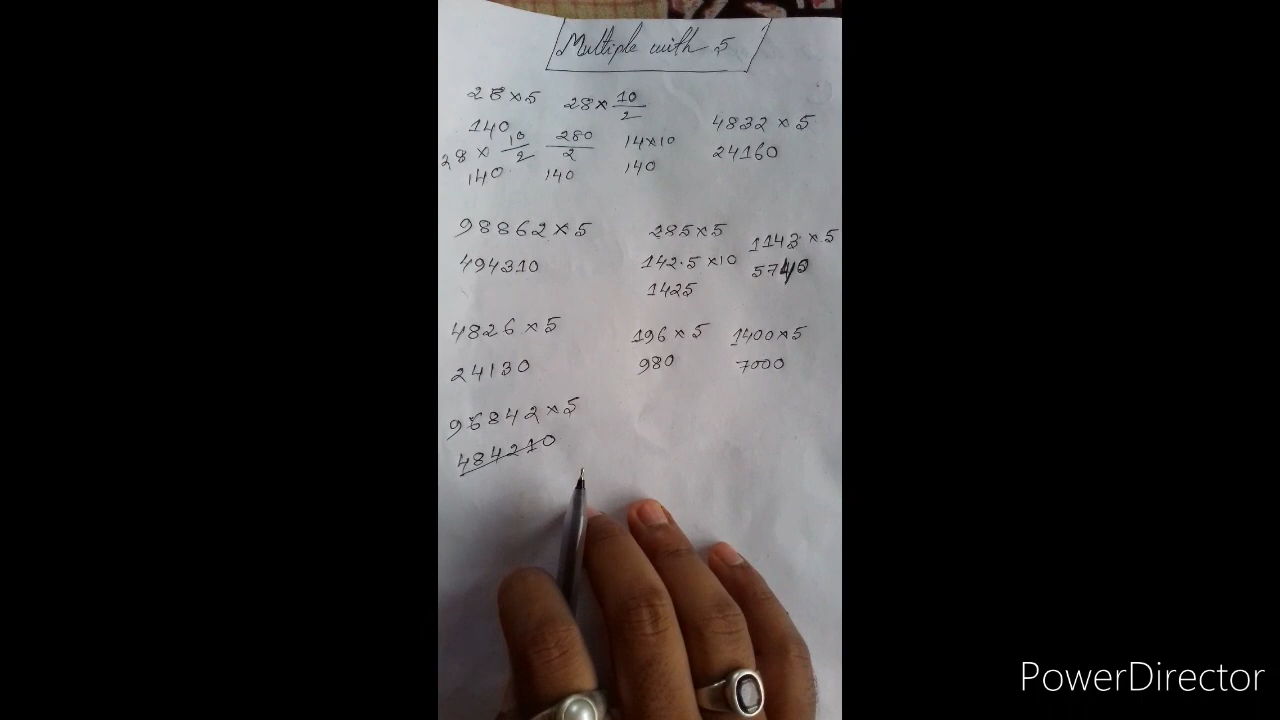 Multiple with 5
28 × 5
140
28 × 10/2
140
280/2
140
28 × 10/2
14 × 10
140
4832 × 5
24160
98862 × 5
494310
285 × 5
142.5 × 10
1425
1143 × 5
4826 × 5
24130
196 × 5
980
1400 × 5
7000
96842 × 5
484210
PowerDirector